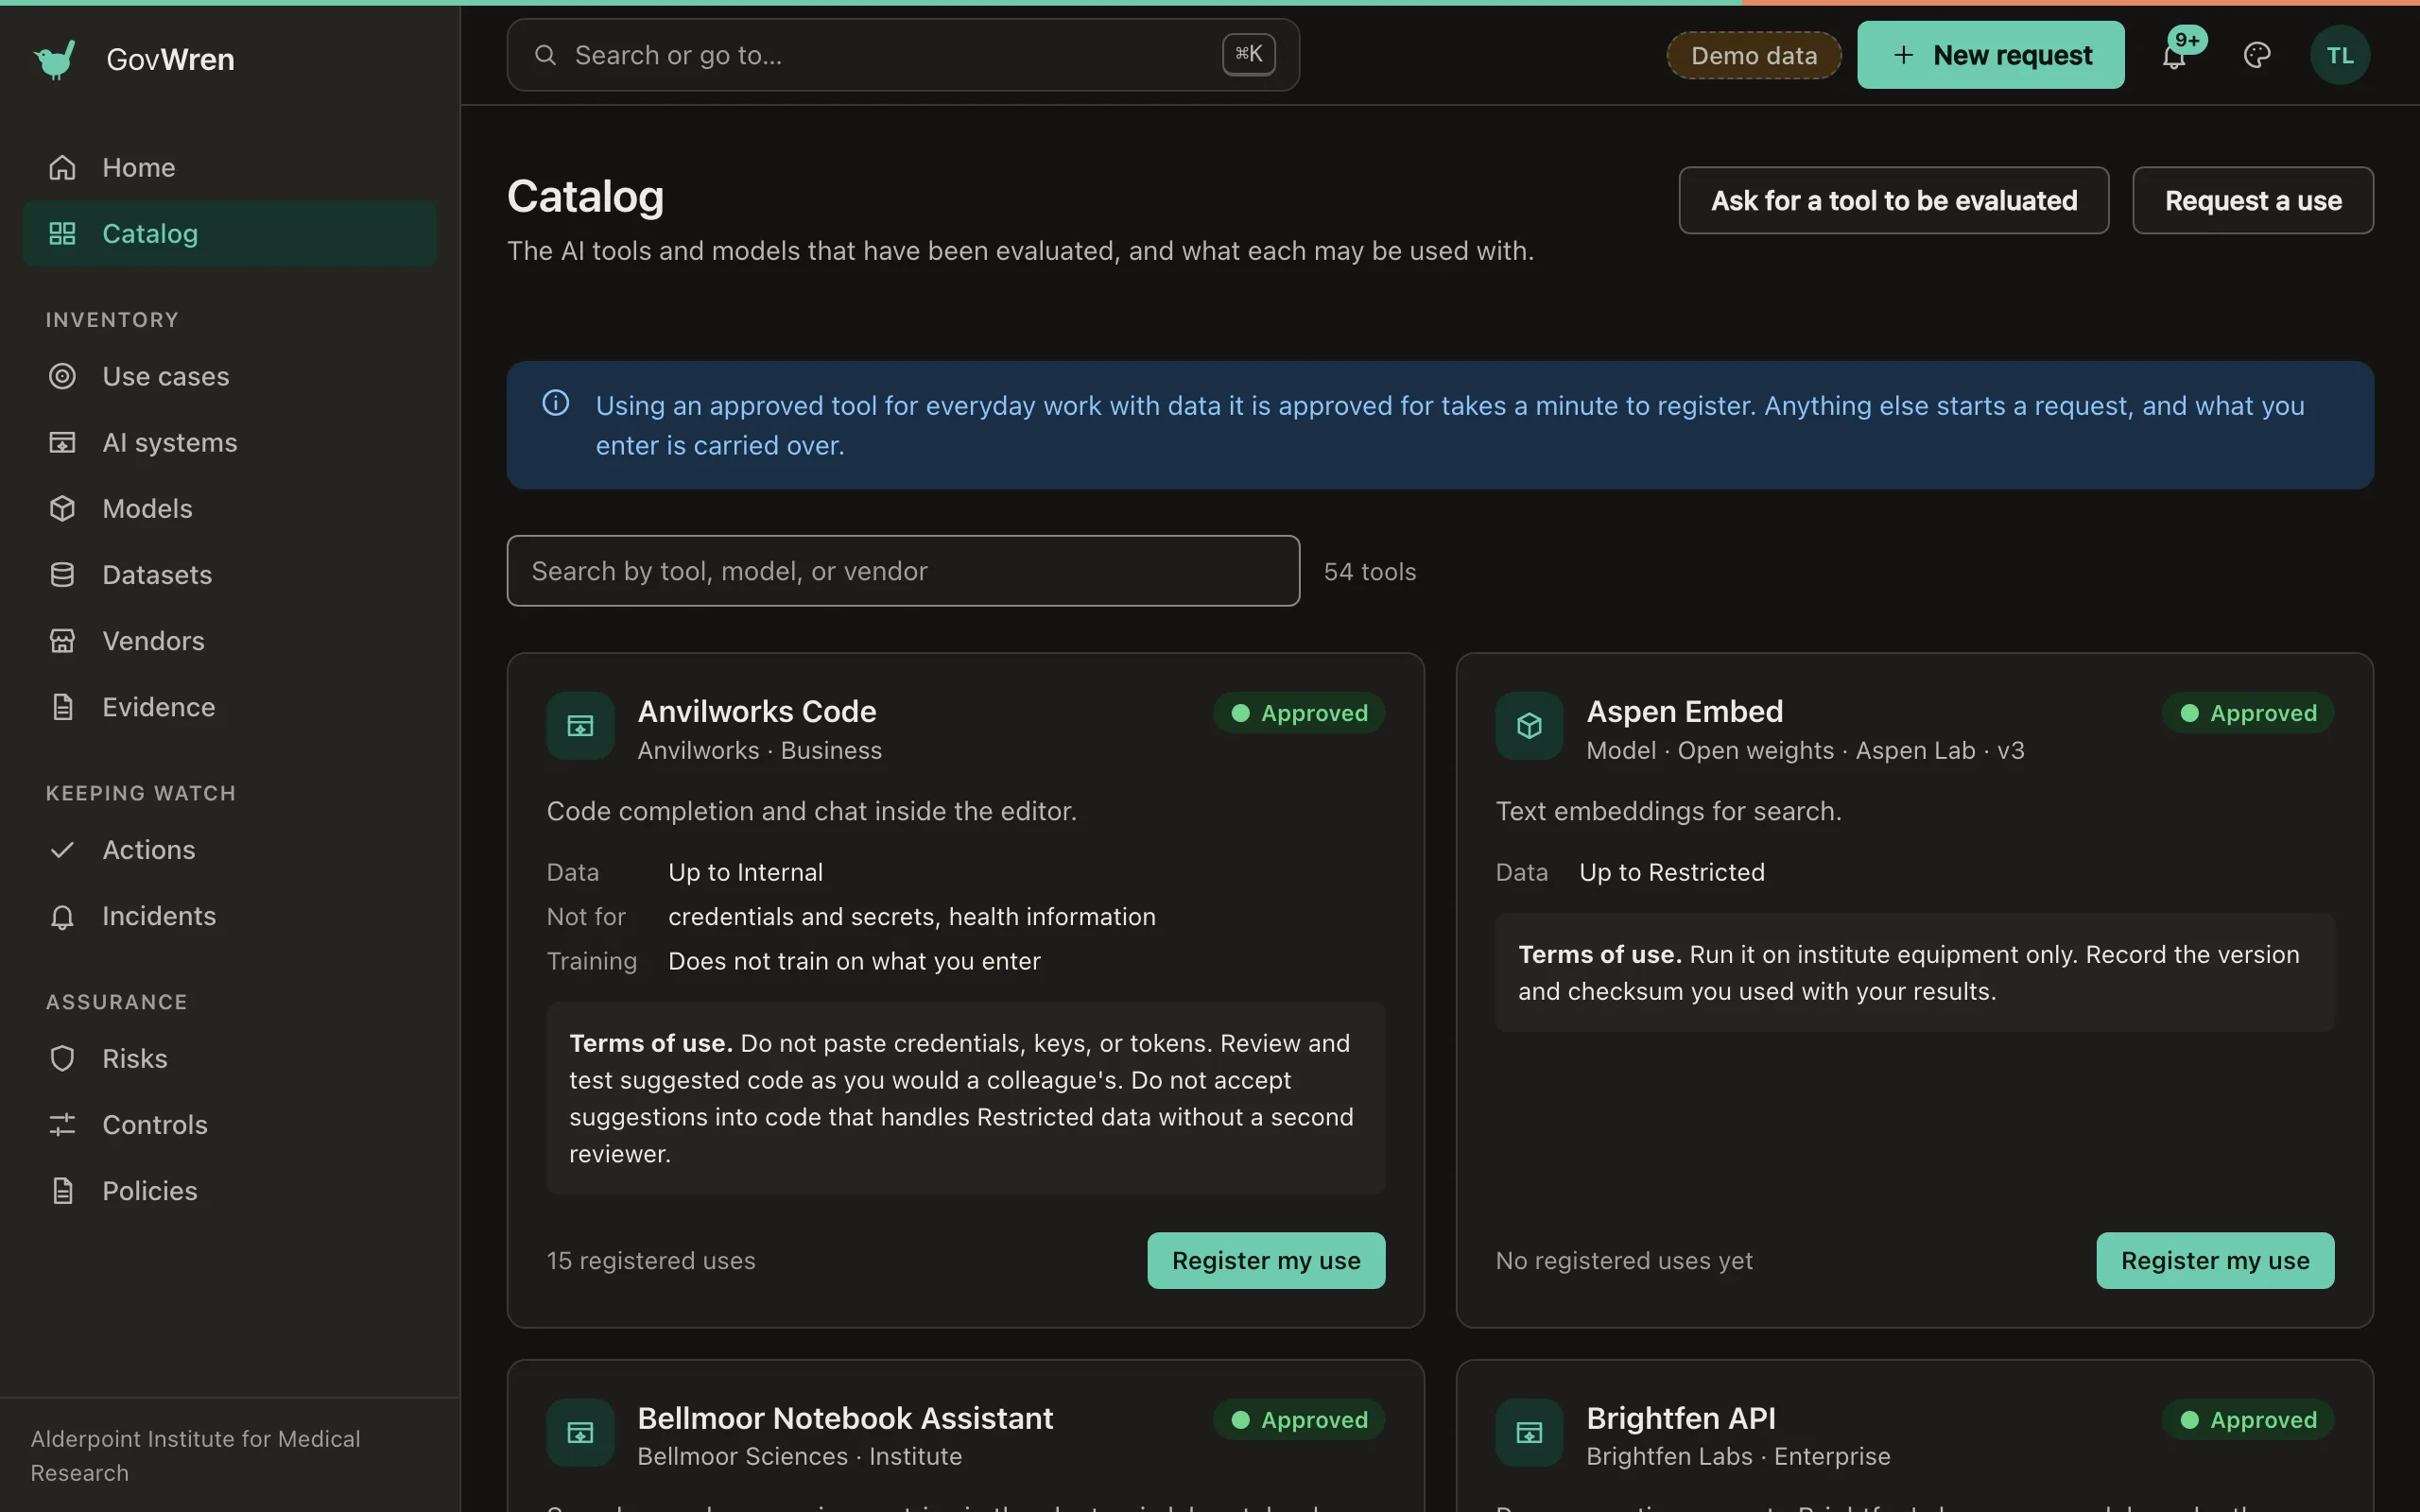 GovWren
Search or go to...
⌘K
Demo data
+ New request
9+
TL
Home
Catalog
INVENTORY
Use cases
AI systems
Models
Datasets
Vendors
Evidence
KEEPING WATCH
Actions
Incidents
ASSURANCE
Risks
Controls
Policies
Alderpoint Institute for Medical
Research
Catalog
The AI tools and models that have been evaluated, and what each may be used with.
Ask for a tool to be evaluated
Request a use
Using an approved tool for everyday work with data it is approved for takes a minute to register. Anything else starts a request, and what you
enter is carried over.
Search by tool, model, or vendor
54 tools
Anvilworks Code
Approved
Anvilworks · Business
Code completion and chat inside the editor.
Data Up to Internal
Not for credentials and secrets, health information
Training Does not train on what you enter
Terms of use. Do not paste credentials, keys, or tokens. Review and
test suggested code as you would a colleague's. Do not accept
suggestions into code that handles Restricted data without a second
reviewer.
15 registered uses
Register my use
Aspen Embed
Approved
Model · Open weights · Aspen Lab · v3
Text embeddings for search.
Data Up to Restricted
Terms of use. Run it on institute equipment only. Record the version
and checksum you used with your results.
No registered uses yet
Register my use
Bellmoor Notebook Assistant
Approved
Bellmoor Sciences · Institute
Brightfen API
Approved
Brightfen Labs · Enterprise